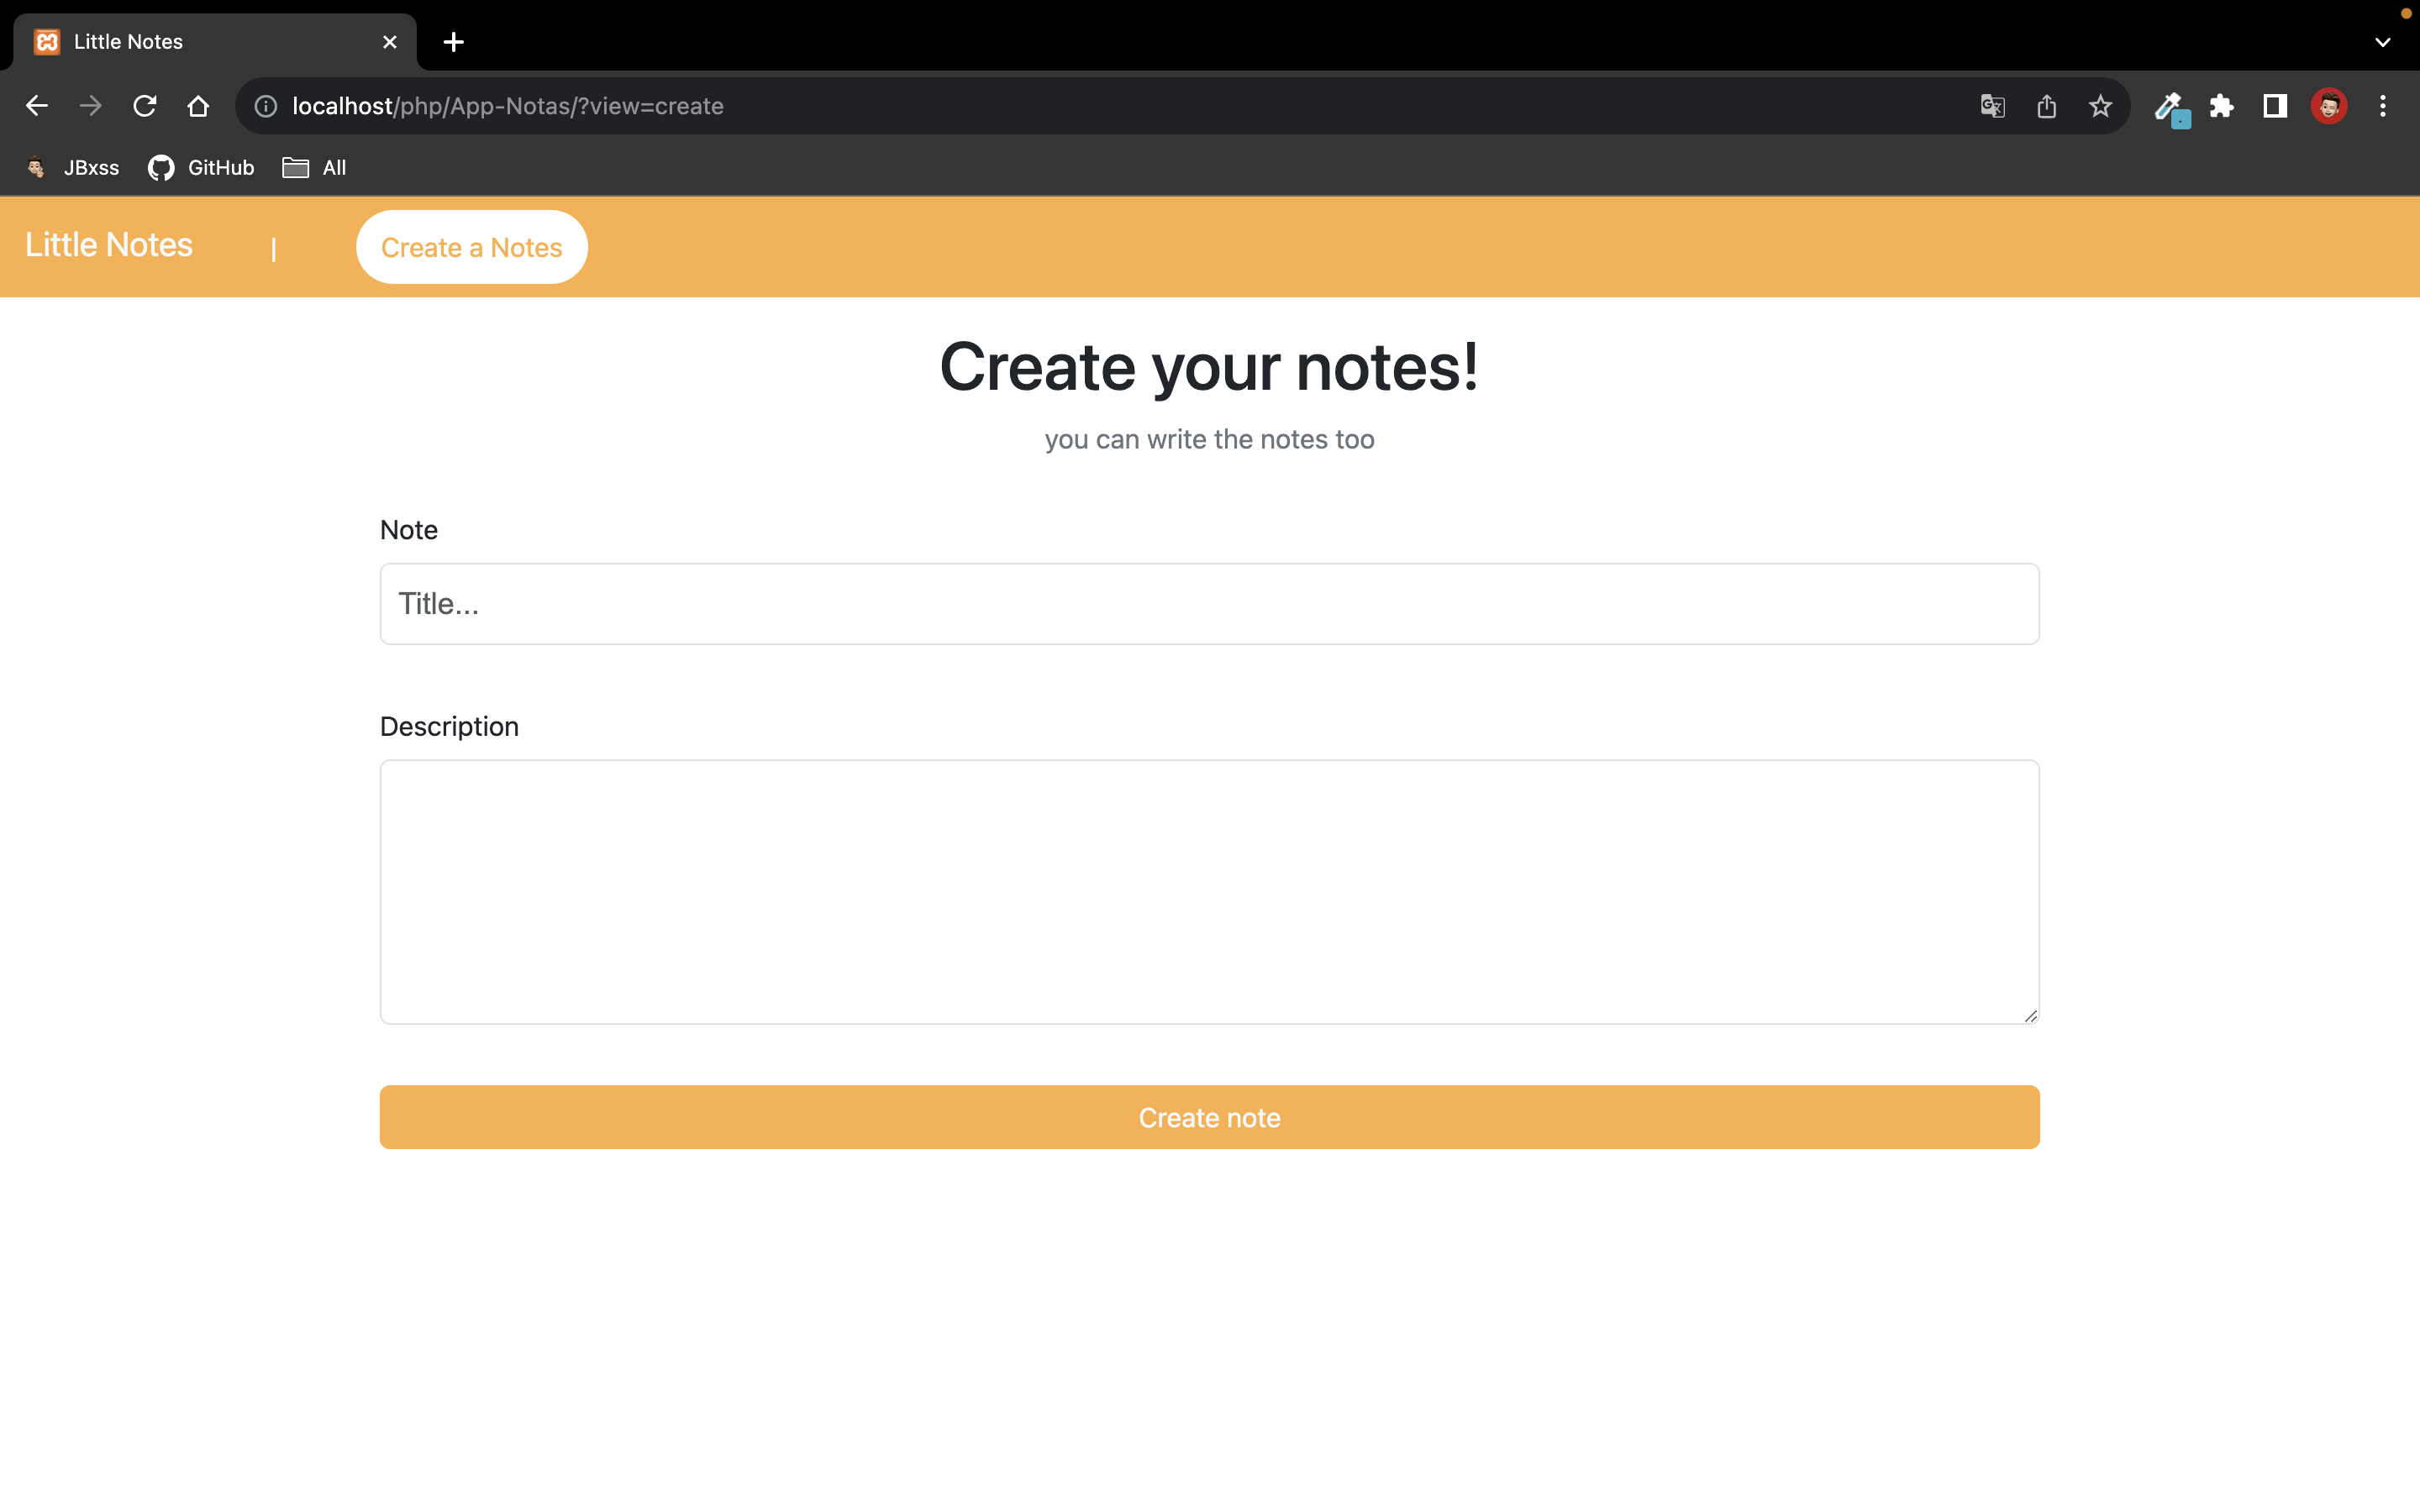 Little Notes
localhost/php/App-Notas/?view=create
JBxss GitHub All
Little Notes | Create a Notes
Create your notes!
you can write the notes too
Note
Title...
Description
Create note